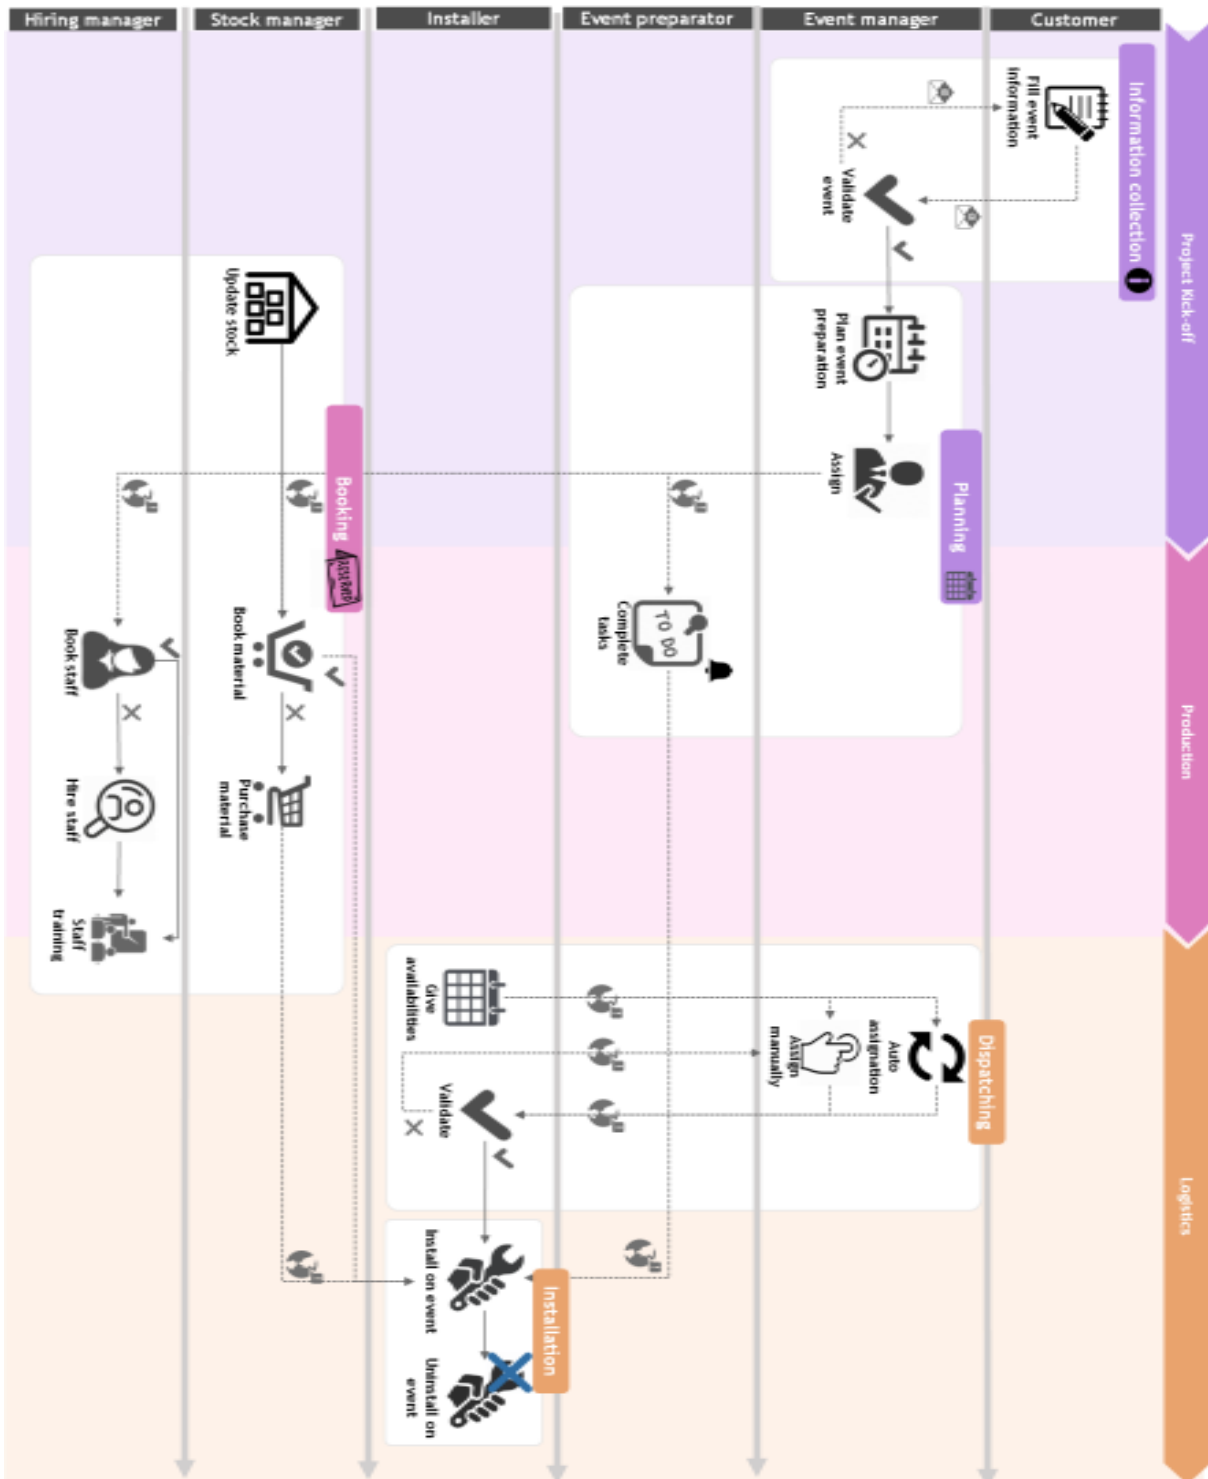 Hiring manager
Stock manager
Installer
Event preparator
Event manager
Customer
Project Kick-off
Information collection
Fill event
information
Validate
event
Plan event
preparation
Assign
Planning
Update stock
Booking
RESERVED
Production
TO DO
Complete
tasks
Book material
Book staff
Purchase
material
Hire staff
Staff
training
Logistics
Dispatching
Give
availabilities
Auto
assignation
Assign
manually
Validate
Installation
Install on event
Uninstall on
event